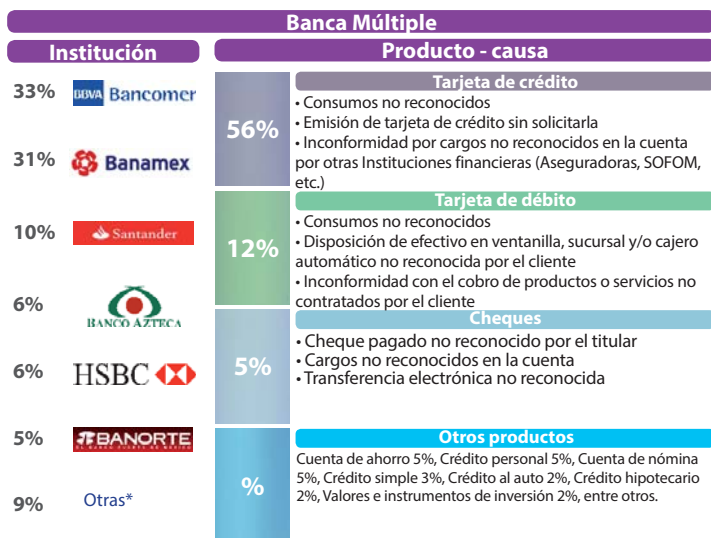 Banca Múltiple
Institución
33% BBVA Bancomer
31% Banamex
10% Santander
6% BANCO AZTECA
6% HSBC
5% BANORTE
9% Otras*
Producto - causa
56%
Tarjeta de crédito
• Consumos no reconocidos
• Emisión de tarjeta de crédito sin solicitarla
• Inconformidad por cargos no reconocidos en la cuenta
por otras Instituciones financieras (Aseguradoras, SOFOM,
etc.)
12%
Tarjeta de débito
• Consumos no reconocidos
• Disposición de efectivo en ventanilla, sucursal y/o cajero
automático no reconocida por el cliente
• Inconformidad con el cobro de productos o servicios no
contratados por el cliente
5%
Cheques
• Cheque pagado no reconocido por el titular
• Cargos no reconocidos en la cuenta
• Transferencia electrónica no reconocida
%
Otros productos
Cuenta de ahorro 5%, Crédito personal 5%, Cuenta de nómina
5%, Crédito simple 3%, Crédito al auto 2%, Crédito hipotecario
2%, Valores e instrumentos de inversión 2%, entre otros.